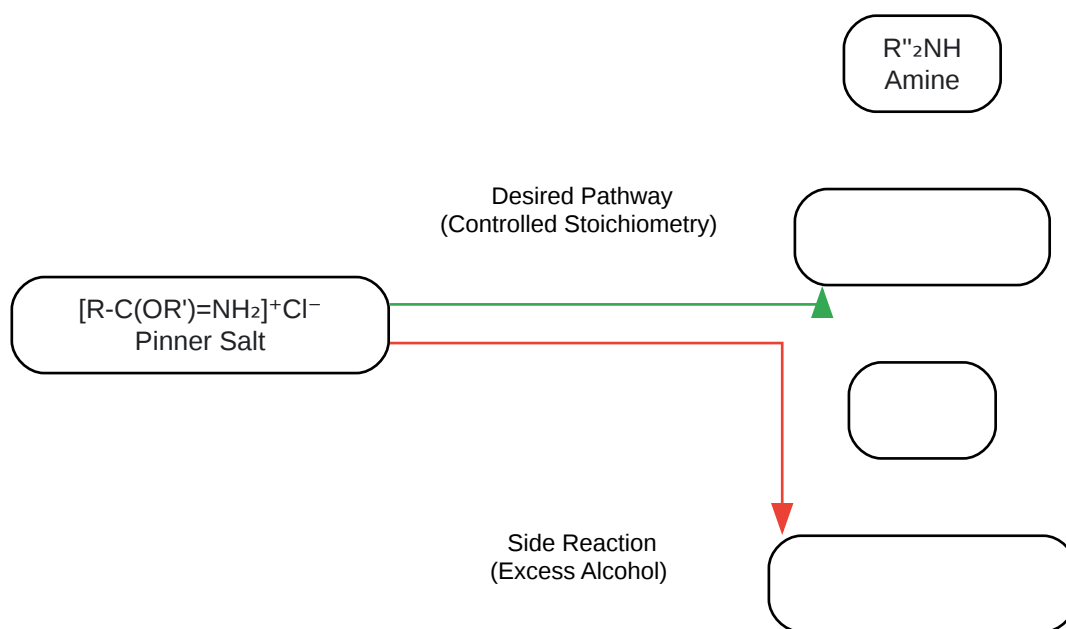 R"₂NH
Amine
Desired Pathway
(Controlled Stoichiometry)
[R-C(OR')=NH₂]⁺Cl⁻
Pinner Salt
Side Reaction
(Excess Alcohol)